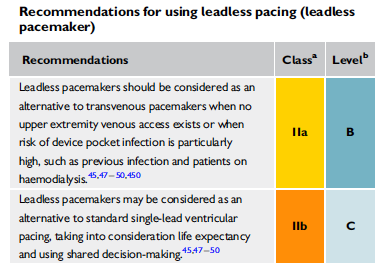 Recommendations for using leadless pacing (leadless
pacemaker)
Recommendations Classᵃ Levelᵇ
Leadless pacemakers should be considered as an
alternative to transvenous pacemakers when no
upper extremity venous access exists or when
risk of device pocket infection is particularly
high, such as previous infection and patients on
haemodialysis.45,47–50,450
IIa B
Leadless pacemakers may be considered as an
alternative to standard single-lead ventricular
pacing, taking into consideration life expectancy
and using shared decision-making.45,47–50
IIb C